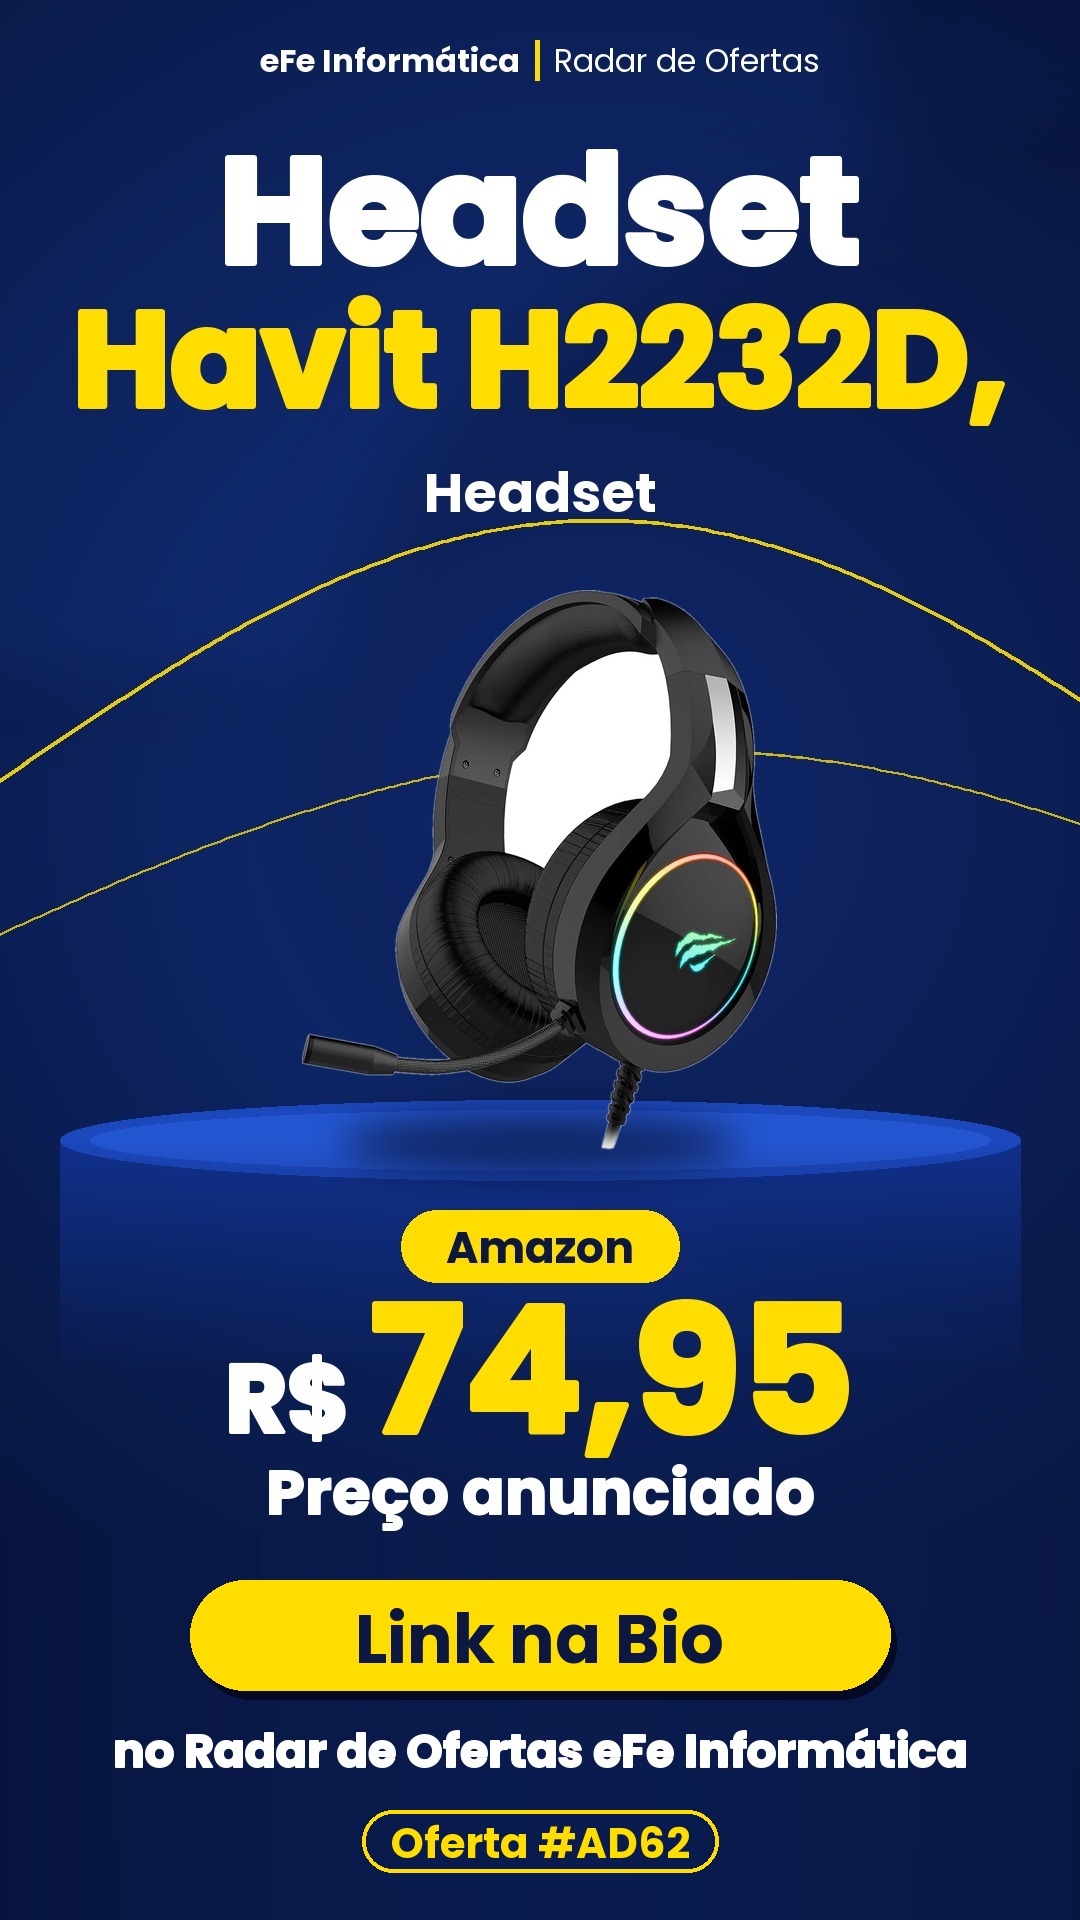 eFe Informática | Radar de Ofertas
Headset
Havit H2232D,
Headset
Amazon
R$ 74,95
Preço anunciado
Link na Bio
no Radar de Ofertas eFe Informática
Oferta #AD62